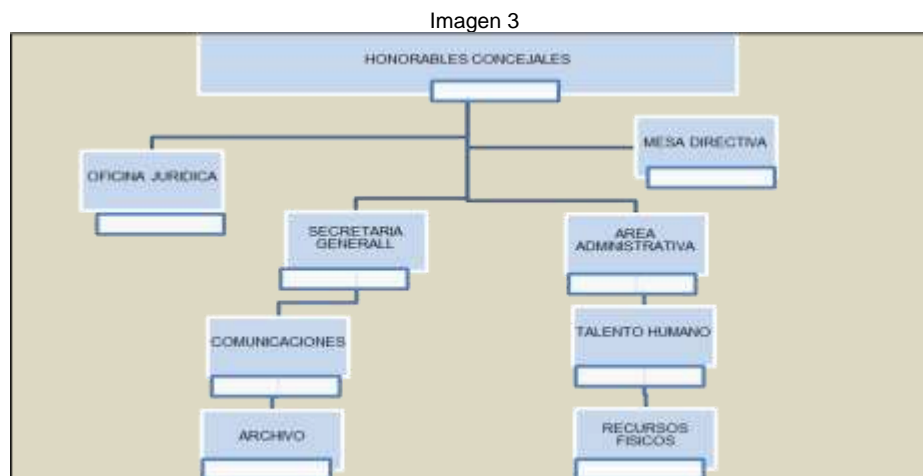 Imagen 3
HONORABLES CONCEJALES
MESA DIRECTIVA
OFICINA JURIDICA
SECRETARIA
GENERALL
AREA
ADMINISTRATIVA
COMUNICACIONES
TALENTO HUMANO
ARCHIVO
RECURSOS
FISICOS